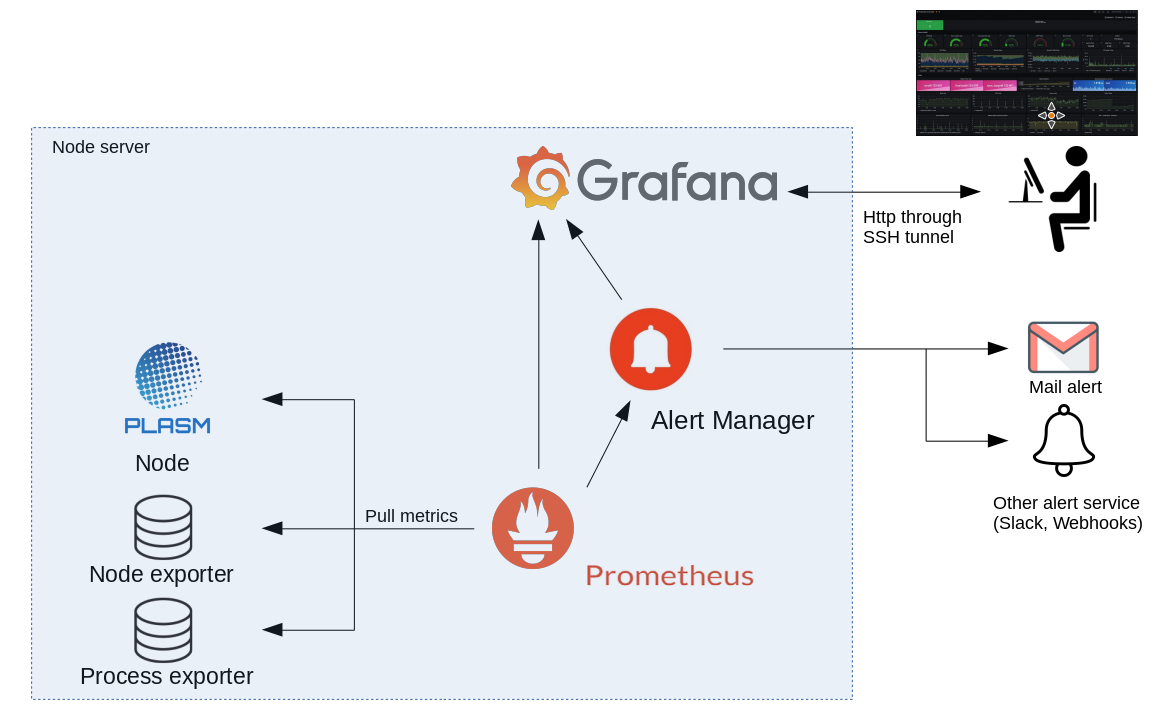 Node server
Grafana
Http through
SSH tunnel
PLASM
Node
Alert Manager
Mail alert
Pull metrics
Other alert service
(Slack, Webhooks)
Node exporter
Prometheus
Process exporter